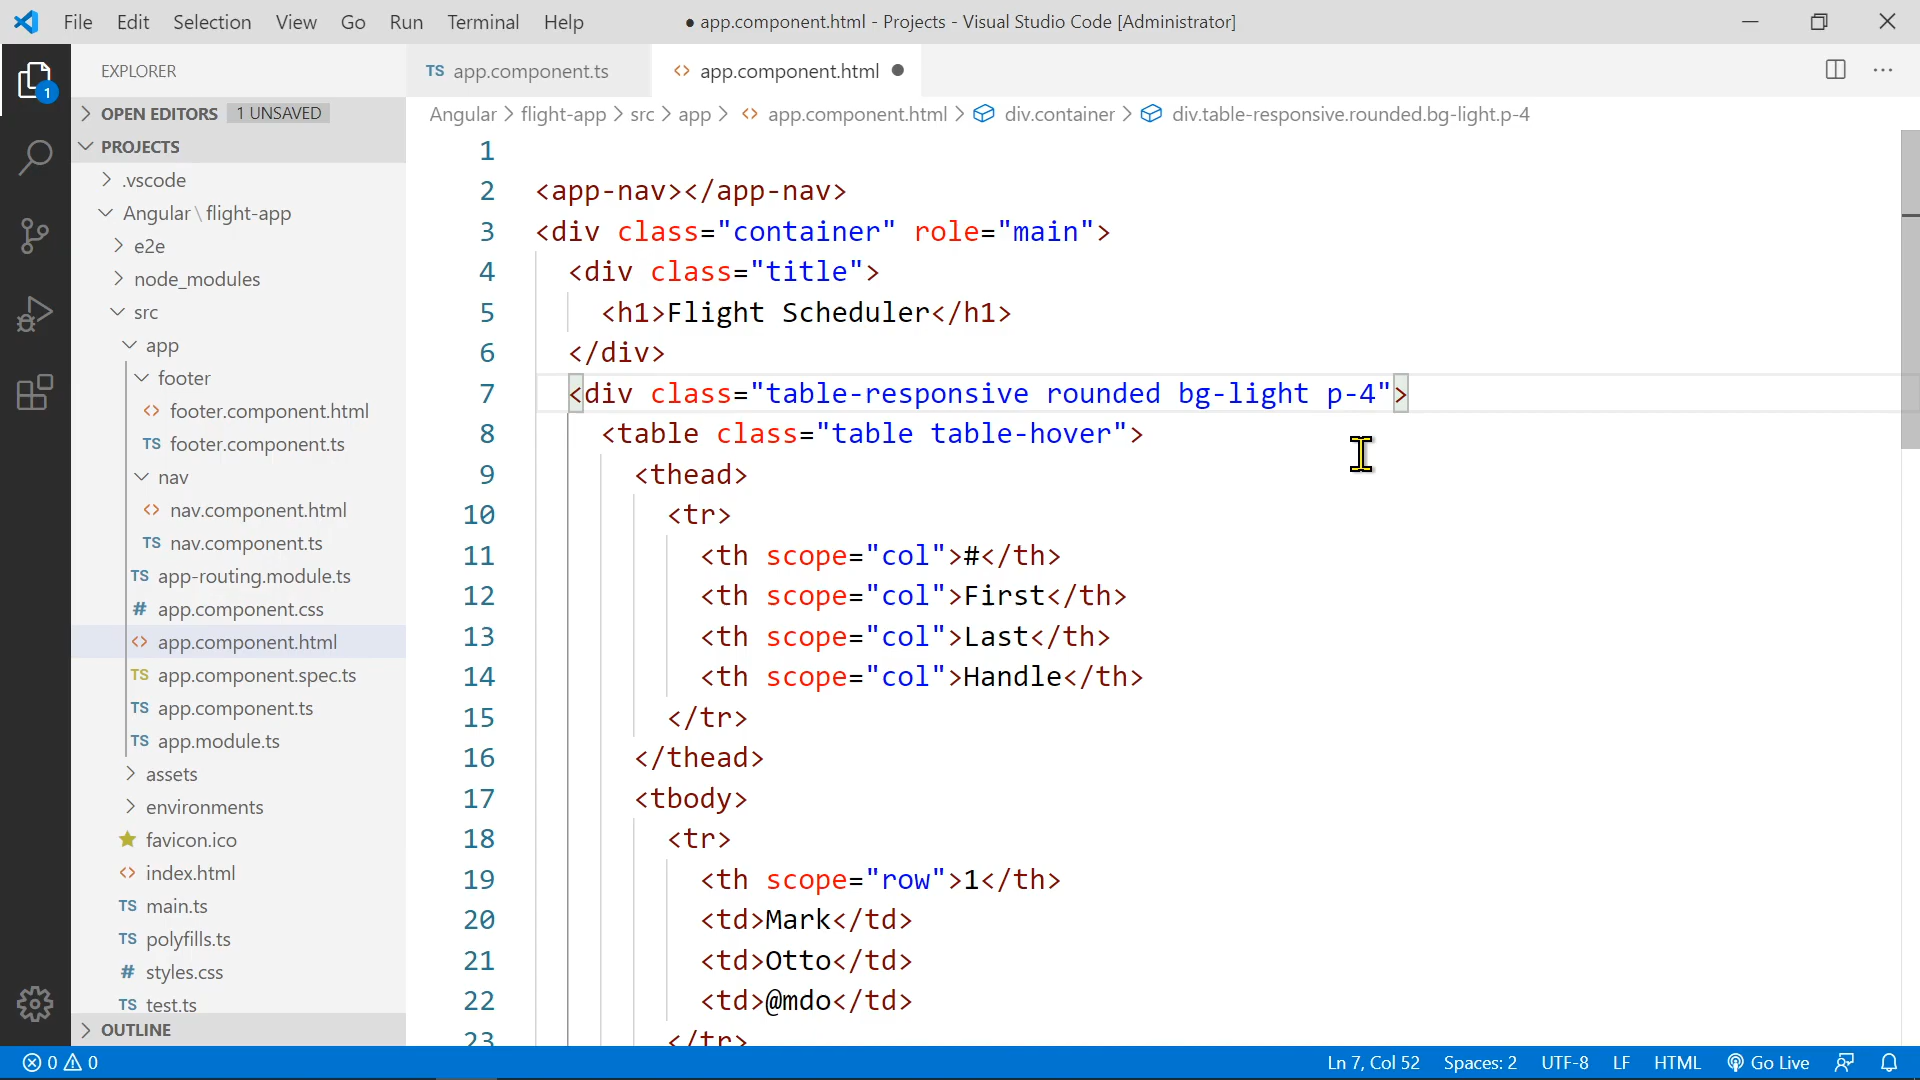 File Edit Selection View Go Run Terminal Help
● app.component.html - Projects - Visual Studio Code [Administrator]
EXPLORER
OPEN EDITORS 1 UNSAVED
PROJECTS
.vscode
Angular \ flight-app
e2e
node_modules
src
app
footer
<> footer.component.html
TS footer.component.ts
nav
<> nav.component.html
TS nav.component.ts
TS app-routing.module.ts
# app.component.css
<> app.component.html
TS app.component.spec.ts
TS app.component.ts
TS app.module.ts
assets
environments
favicon.ico
<> index.html
TS main.ts
TS polyfills.ts
# styles.css
TS test.ts
OUTLINE
1
TS app.component.ts
<> app.component.html ●
Angular > flight-app > src > app > <> app.component.html > div.container > div.table-responsive.rounded.bg-light.p-4
1
2 <app-nav></app-nav>
3 <div class="container" role="main">
4 <div class="title">
5 <h1>Flight Scheduler</h1>
6 </div>
7 <div class="table-responsive rounded bg-light p-4">
8 <table class="table table-hover">
9 <thead>
10 <tr>
11 <th scope="col">#</th>
12 <th scope="col">First</th>
13 <th scope="col">Last</th>
14 <th scope="col">Handle</th>
15 </tr>
16 </thead>
17 <tbody>
18 <tr>
19 <th scope="row">1</th>
20 <td>Mark</td>
21 <td>Otto</td>
22 <td>@mdo</td>
23 </tr>
0 0
Ln 7, Col 52 Spaces: 2 UTF-8 LF HTML Go Live